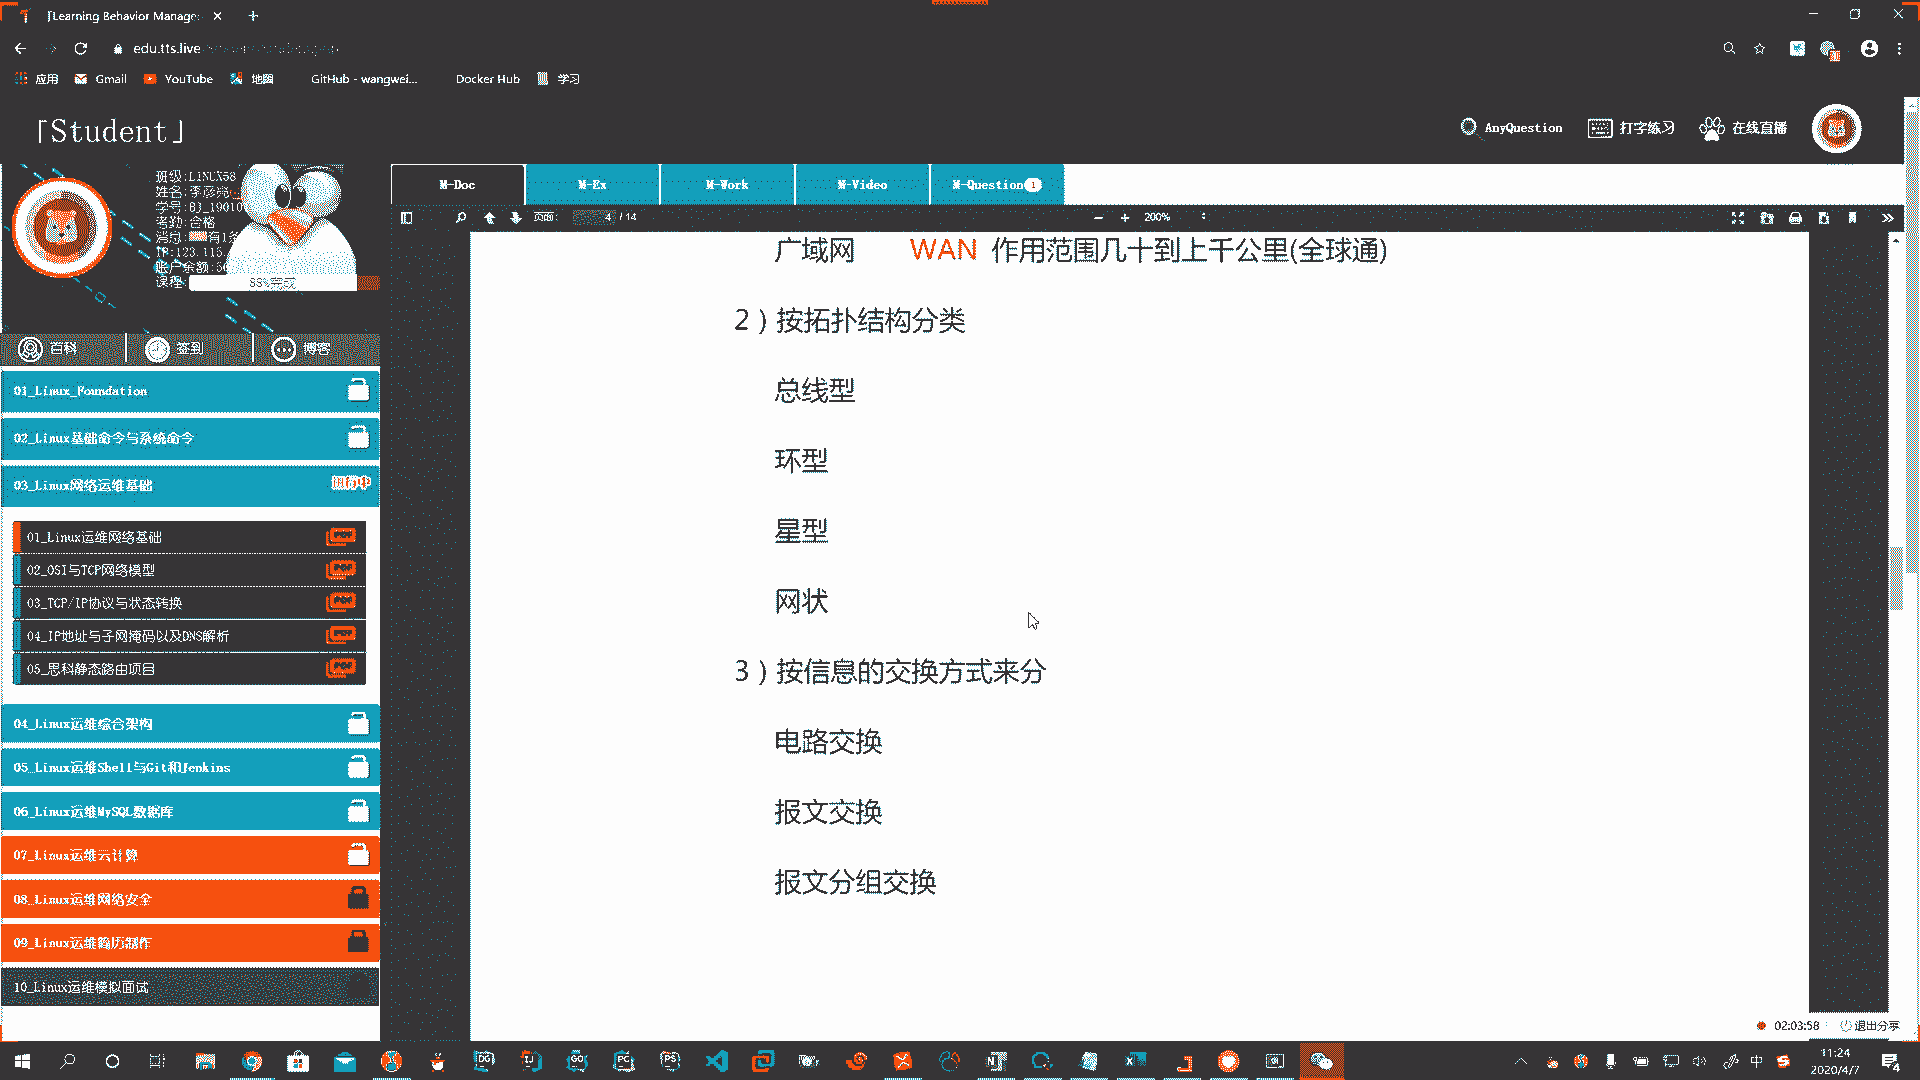 「Learning Behavior Manage
edu.tts.live
应用 Gmail YouTube 地图 GitHub - wangwei... Docker Hub 学习
「Student」
AnyQuestion 打字练习 在线直播
班级:LINUX58
姓名:李彦亮
学号:BJ_19010
考勤:合格
消息: 有1条
IP:123.115.
账户余额:50
课程: 88%完成
百科 签到 博客
01_Linux_Foundation
02_Linux基础命令与系统命令
03_Linux网络运维基础
01_Linux运维网络基础 PDF
02_OSI与TCP网络模型 PDF
03_TCP/IP协议与状态转换 PDF
04_IP地址与子网掩码以及DNS解析 PDF
05_思科静态路由项目 PDF
04_Linux运维综合架构
05_Linux运维Shell与Git和Jenkins
06_Linux运维MySQL数据库
07_Linux运维云计算
08_Linux运维网络安全
09_Linux运维简历制作
10_Linux运维模拟面试
M-Doc M-Ex M-Work M-Video M-Question 1
页面: 4 / 14 200%
广域网 WAN 作用范围几十到上千公里(全球通)
2）按拓扑结构分类
总线型
环型
星型
网状
3）按信息的交换方式来分
电路交换
报文交换
报文分组交换
02:03:58 退出分享
中 11:24
2020/4/7